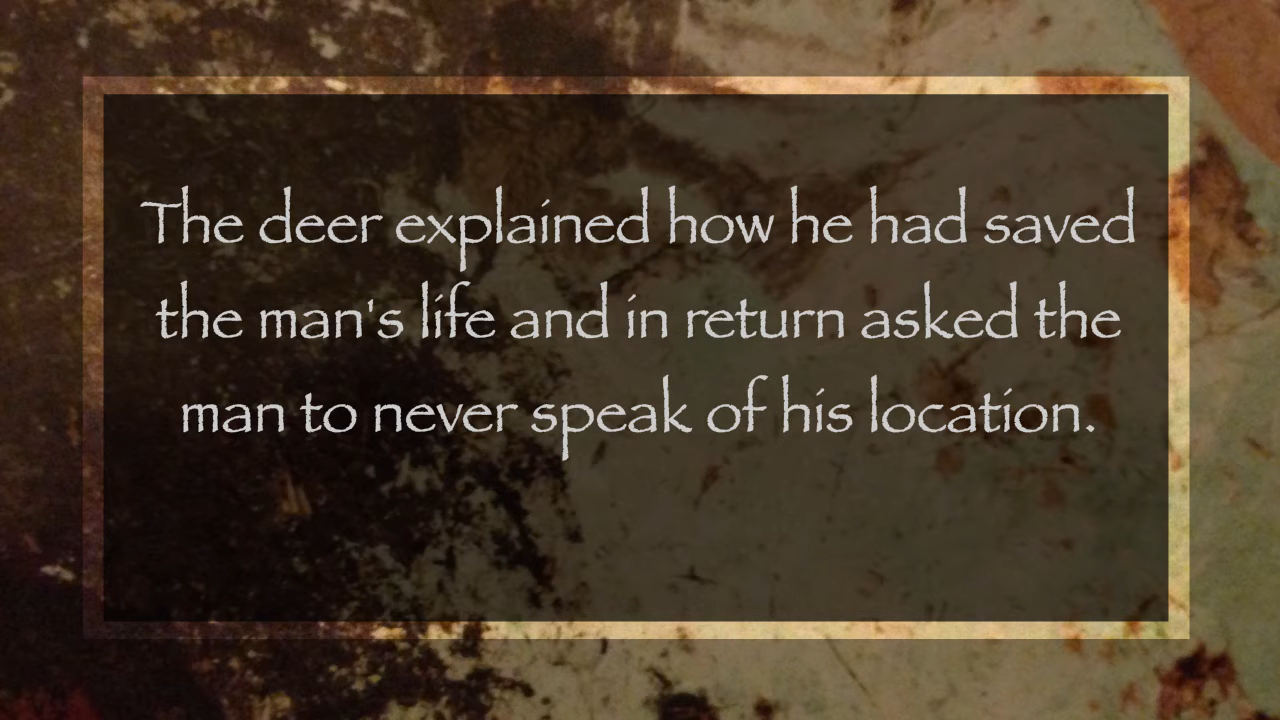 The deer explained how he had saved
the man's life and in return asked the
man to never speak of his location.